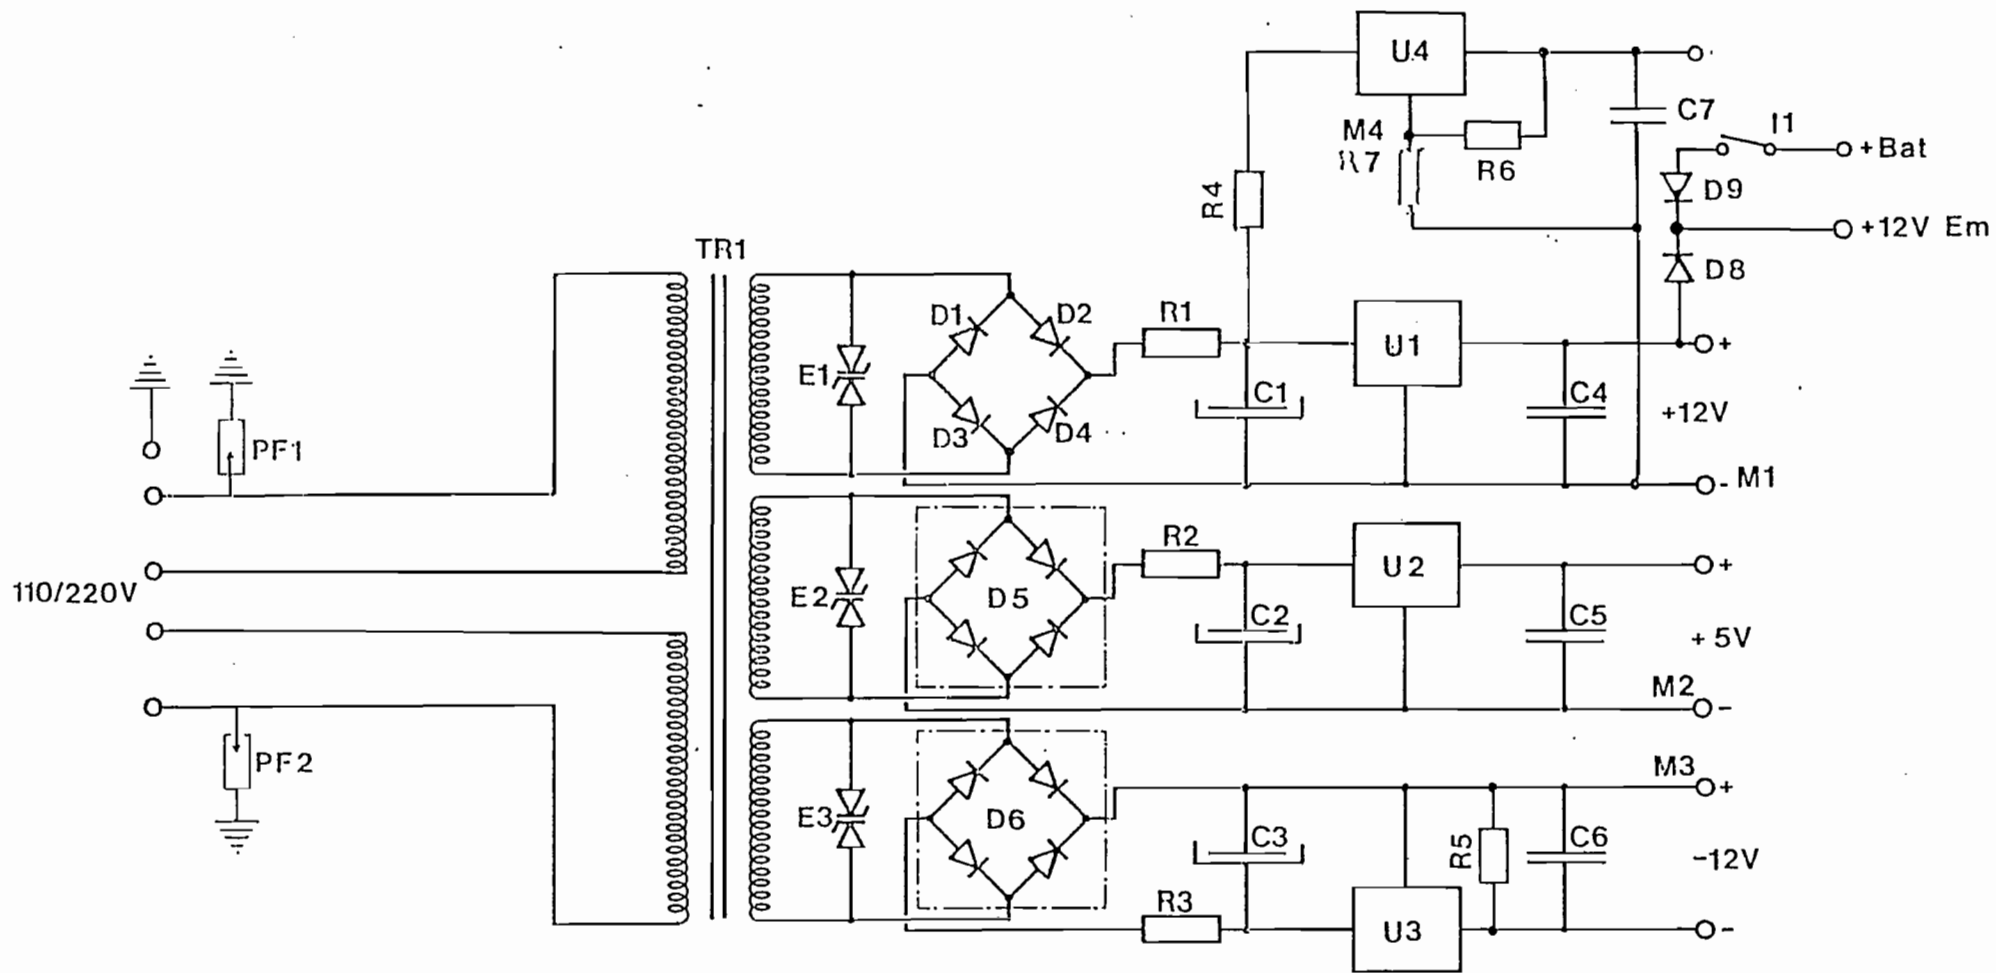 U4
C7
I1
M4
R7
R6
+Bat
R4
D9
+12V Em
TR1
D8
D1
D2
R1
U1
+
E1
C1
C4
+12V
D3
D4
PF1
- M1
R2
U2
+
110/220V
E2
D5
C2
C5
+ 5V
M2
-
PF2
M3
+
E3
D6
C3
R5
C6
-12V
R3
U3
-